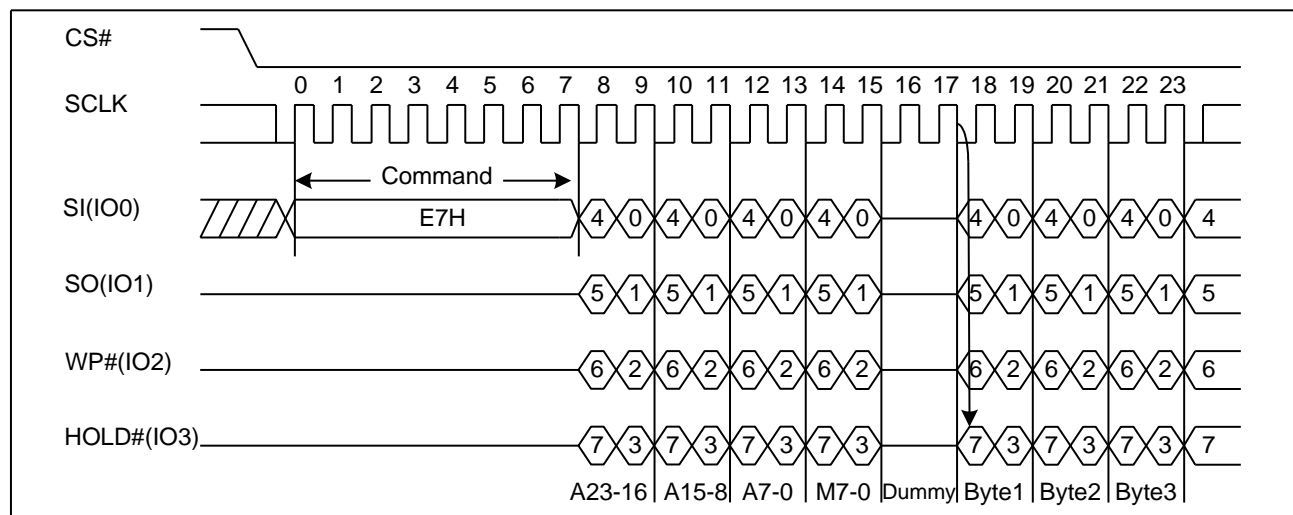 CS#
0 1 2 3 4 5 6 7 8 9 10 11 12 13 14 15 16 17 18 19 20 21 22 23
SCLK
Command
SI(IO0) E7H 4 0 4 0 4 0 4 0 4 0 4 0 4 0 4
SO(IO1) 5 1 5 1 5 1 5 1 5 1 5 1 5 1 5
WP#(IO2) 6 2 6 2 6 2 6 2 6 2 6 2 6 2 6
HOLD#(IO3) 7 3 7 3 7 3 7 3 7 3 7 3 7 3 7
A23-16 A15-8 A7-0 M7-0 Dummy Byte1 Byte2 Byte3